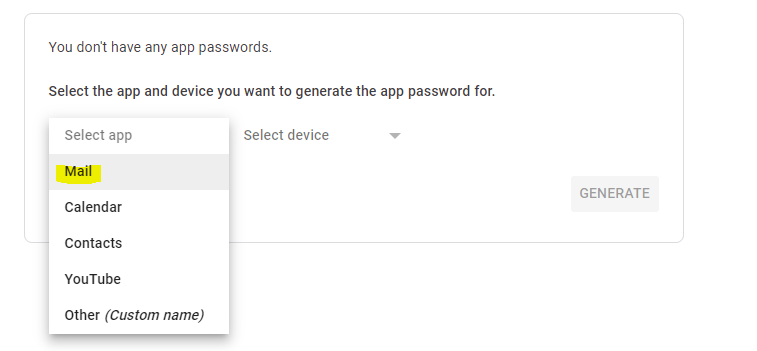 You don't have any app passwords.
Select the app and device you want to generate the app password for.
Select app
Select device
Mail
Calendar
Contacts
YouTube
Other (Custom name)
GENERATE